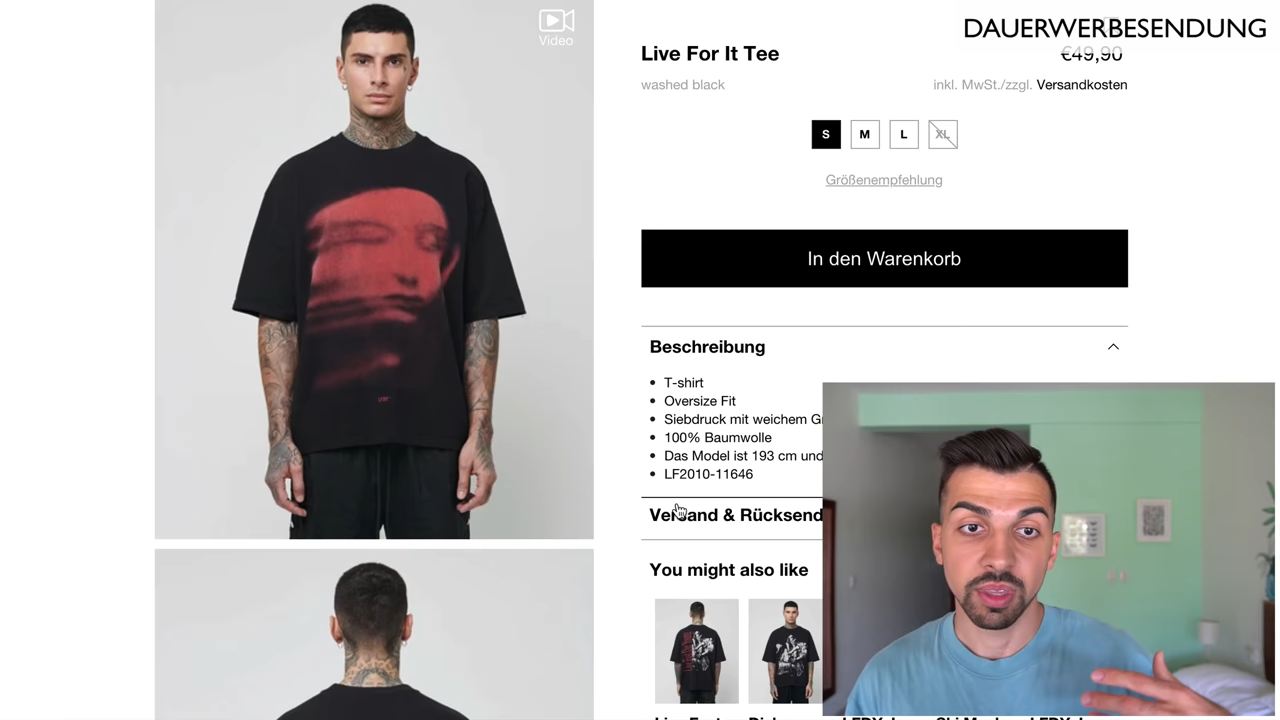 DAUERWERBESENDUNG
Video
Live For It Tee
€49,90
washed black
inkl. MwSt./zzgl. Versandkosten
S
M
L
XL
Größenempfehlung
In den Warenkorb
Beschreibung
T-shirt
Oversize Fit
Siebdruck mit weichem
100% Baumwolle
Das Model ist 193 cm und
LF2010-11646
Versand & Rücksend
You might also like